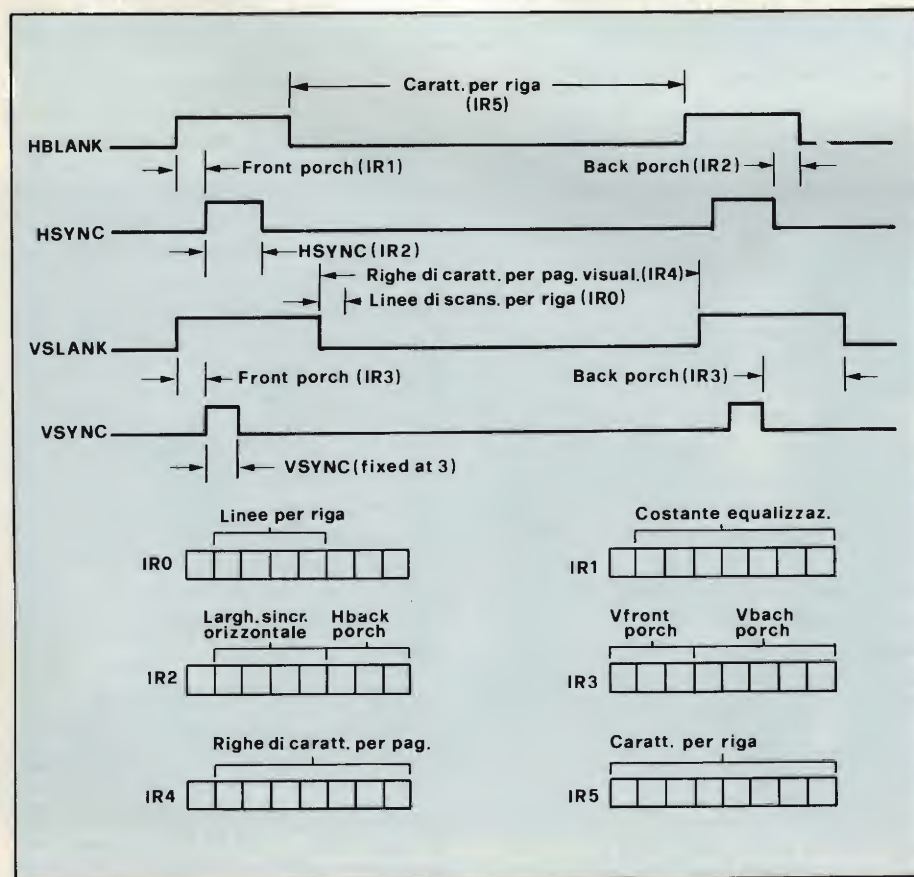 Caratt. per riga
(IR5)
HBLANK
Front porch (IR1)
Back porch (IR2)
HSYNC
HSYNC (IR2)
Righe di caratt. per pag. visual. (IR4)
Linee di scans. per riga (IR0)
VSLANK
Front porch (IR3)
Back porch (IR3)
VSYNC
VSYNC (fixed at 3)
Linee per riga
IR0
Costante equalizzaz.
IR1
Largh. sincr.
orizzontale
Hback
porch
IR2
Vfront
porch
Vbach
porch
IR3
Righe di caratt. per pag.
IR4
Caratt. per riga
IR5